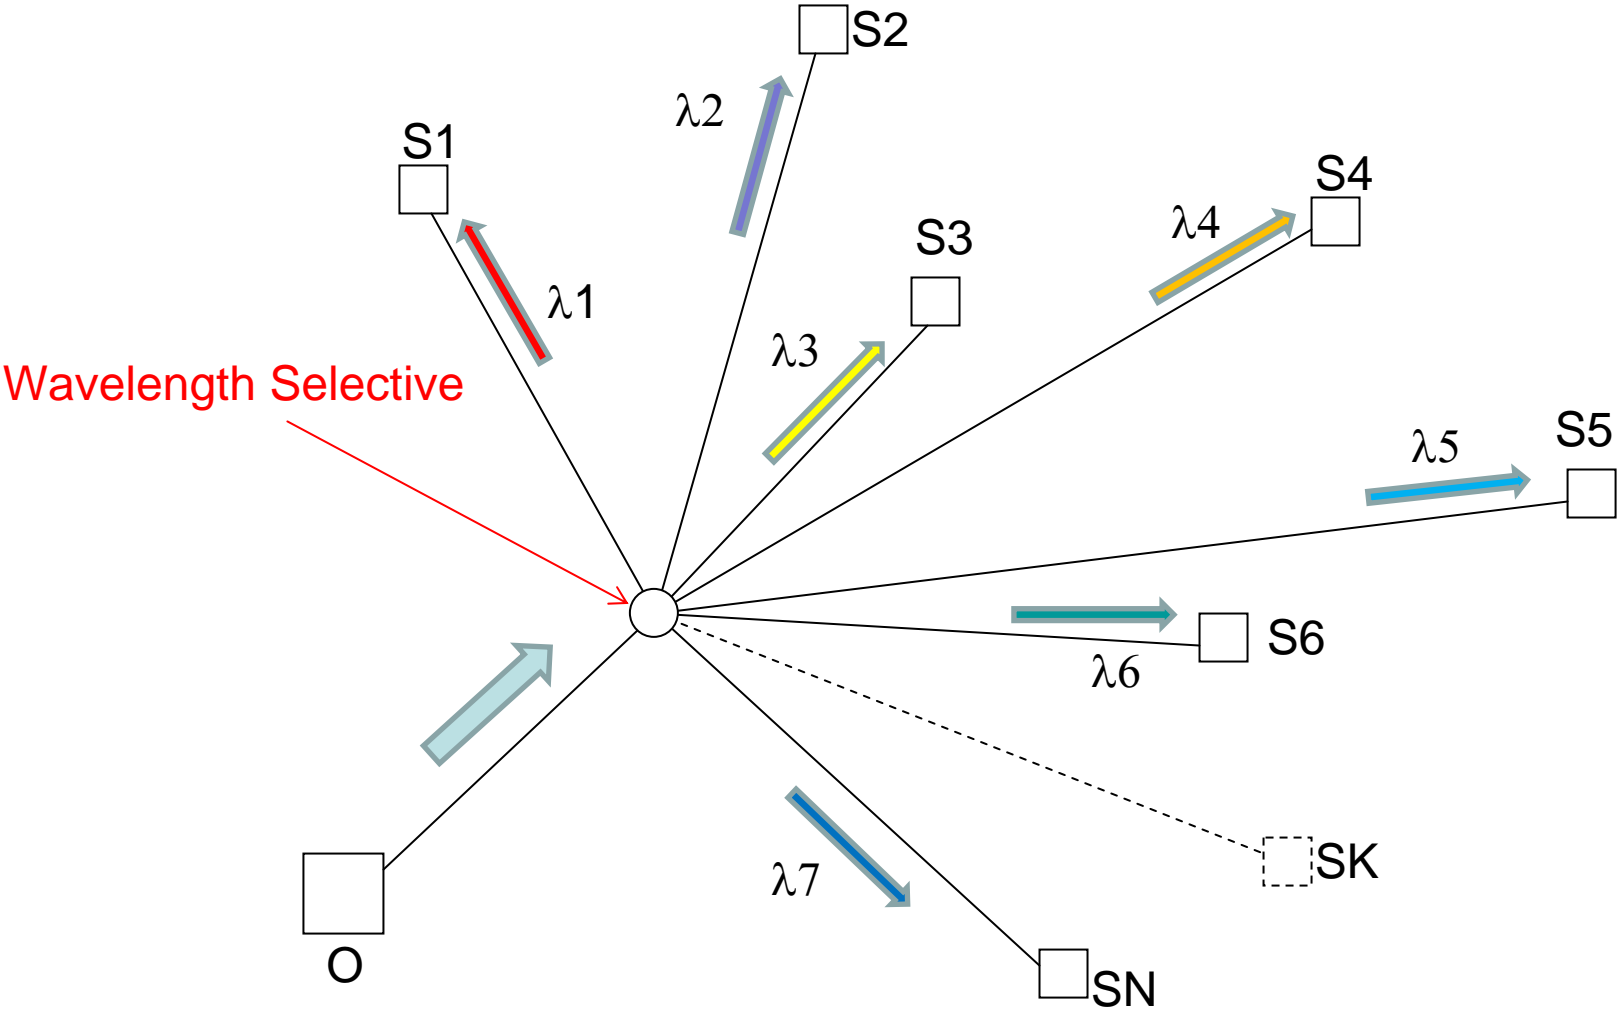 S2
λ2
S1
S4
λ4
S3
λ1
λ3
Wavelength Selective
S5
λ5
S6
λ6
SK
λ7
O
SN